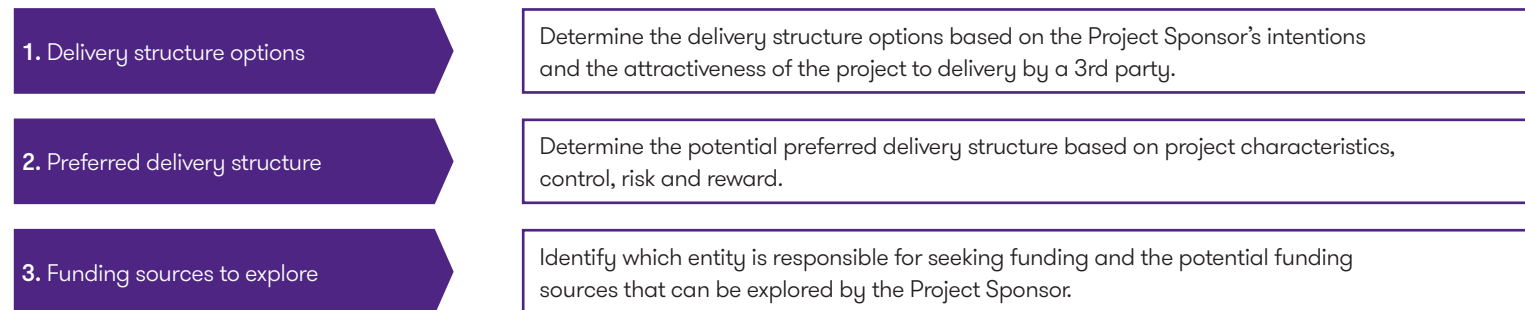 1. Delivery structure options
Determine the delivery structure options based on the Project Sponsor's intentions
and the attractiveness of the project to delivery by a 3rd party.
2. Preferred delivery structure
Determine the potential preferred delivery structure based on project characteristics,
control, risk and reward.
3. Funding sources to explore
Identify which entity is responsible for seeking funding and the potential funding
sources that can be explored by the Project Sponsor.